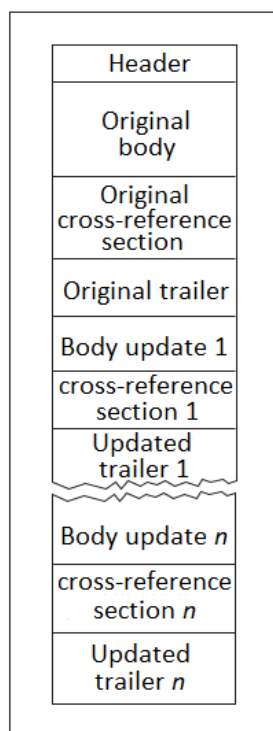 Header
Original
body
Original
cross-reference
section
Original trailer
Body update 1
cross-reference
section 1
Updated
trailer 1
Body update n
cross-reference
section n
Updated
trailer n